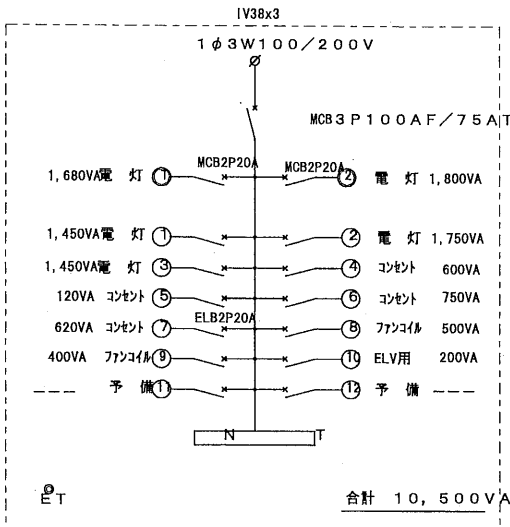 IV38x3
1φ3W100/200V
MCB3P100AF/75AT
MCB2P20A MCB2P20A
1,680VA電 灯 ① ② 電 灯 1,800VA
1,450VA電 灯 ① ② 電 灯 1,750VA
1,450VA電 灯 ③ ④ コンセント 600VA
120VA コンセント ⑤ ⑥ コンセント 750VA
ELB2P20A
620VA コンセント ⑦ ⑧ ファンコイル 500VA
400VA ファンコイル ⑨ ⑩ ELV用 200VA
--- 予 備 ⑪ ⑫ 予 備 ---
N T
ET
合計 10,500VA